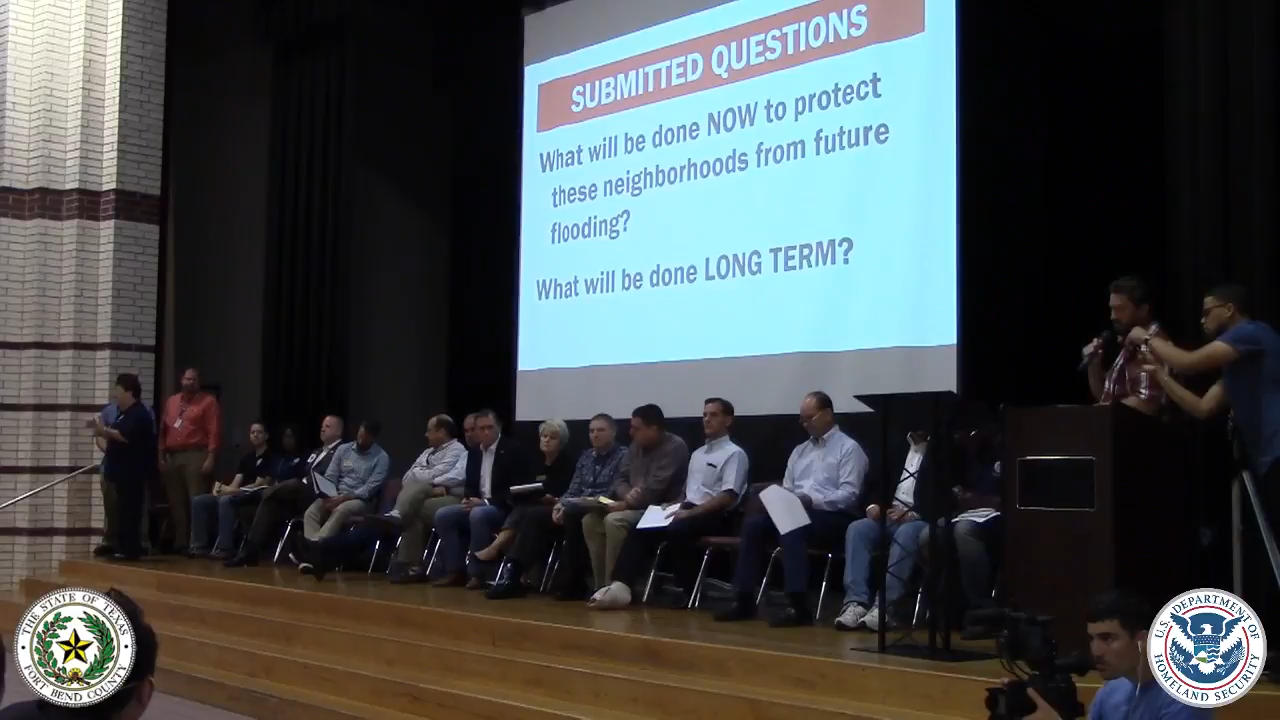 SUBMITTED QUESTIONS
What will be done NOW to protect
these neighborhoods from future
flooding?
What will be done LONG TERM?
THE STATE OF TEXAS
FORT BEND COUNTY
U.S. DEPARTMENT OF
HOMELAND SECURITY